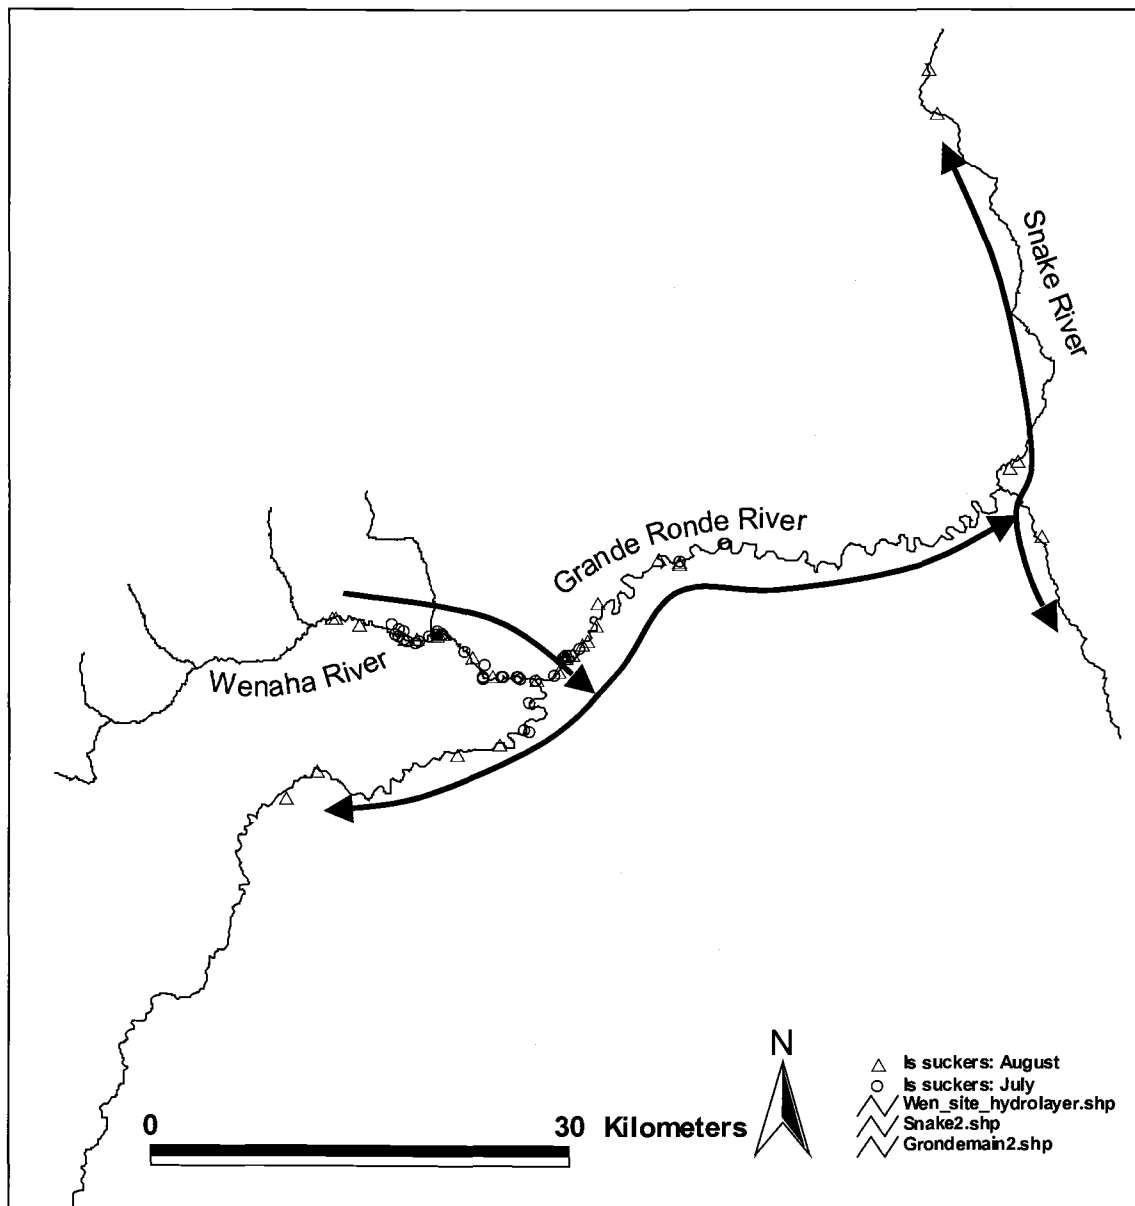 Snake River
Grande Ronde River
Wenaha River
N
ls suckers: August
ls suckers: July
Wen_site_hydrolayer.shp
Snake2.shp
Grondemain2.shp
0 30 Kilometers